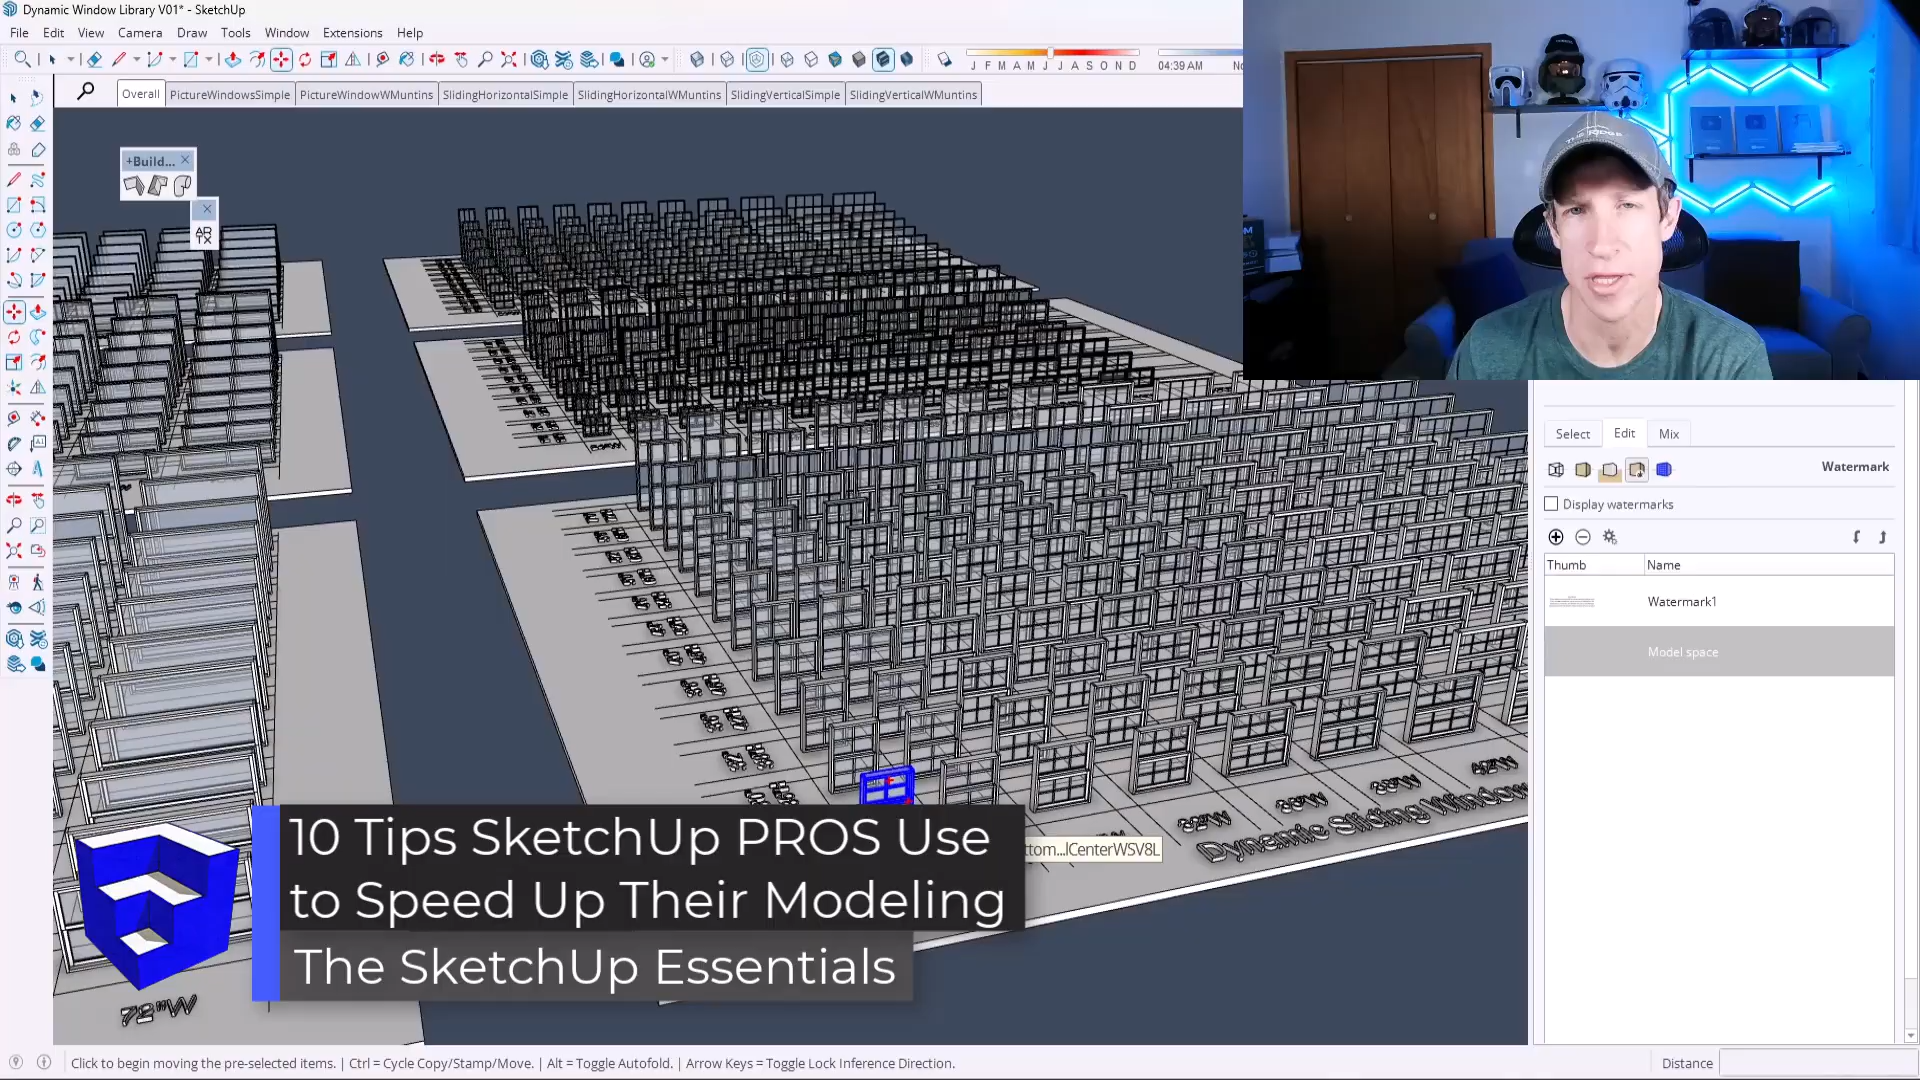 Dynamic Window Library V01* - SketchUp
File Edit View Camera Draw Tools Window Extensions Help
J F M A M J J A S O N D
04:39 AM
Overall PictureWindowsSimple PictureWindowWMuntins SlidingHorizontalSimple SlidingHorizontalWMuntins SlidingVerticalSimple SlidingVerticalWMuntins
+Build...
Select Edit Mix
Watermark
Display watermarks
Thumb Name
Watermark1
Model space
32"W
42"W
Dynamic Sliding Window
ttom...lCenterWSV8L
10 Tips SketchUp PROS Use
to Speed Up Their Modeling
The SketchUp Essentials
72"W
Click to begin moving the pre-selected items. | Ctrl = Cycle Copy/Stamp/Move. | Alt = Toggle Autofold. | Arrow Keys = Toggle Lock Inference Direction.
Distance